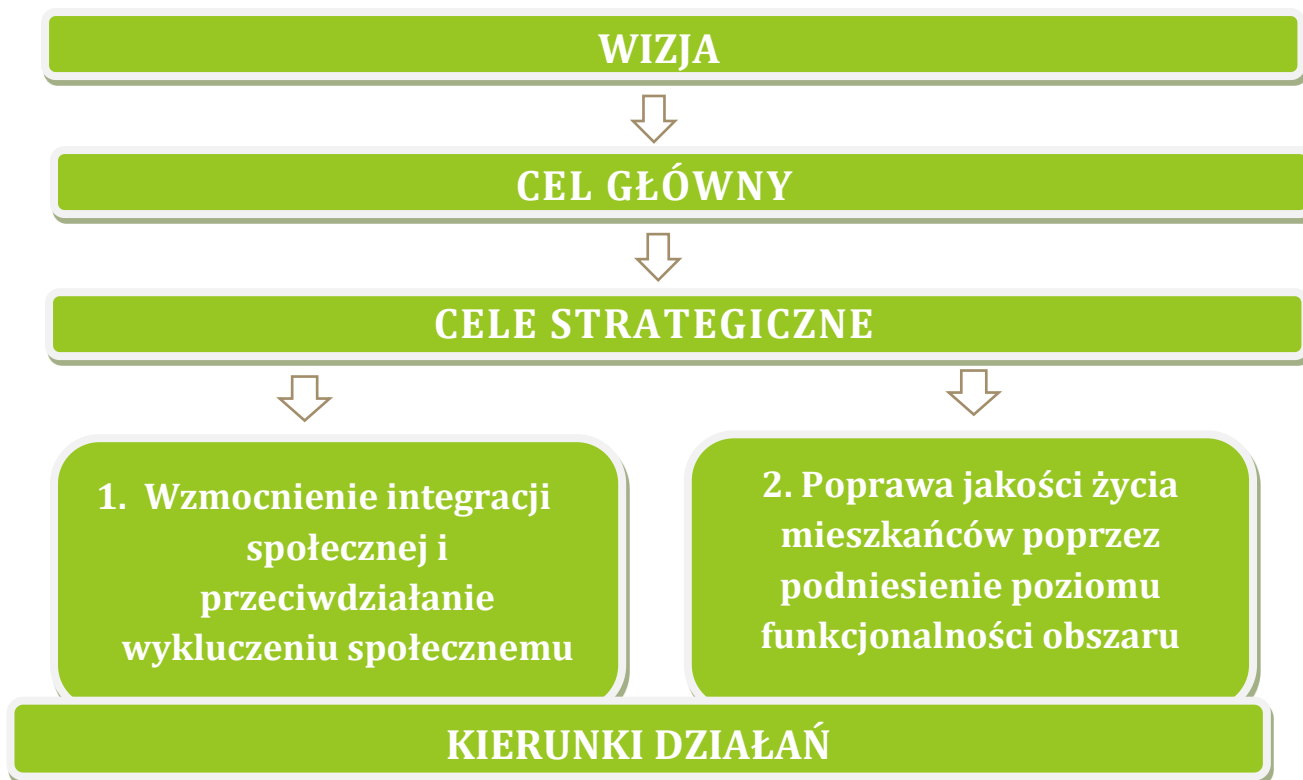 WIZJA
CEL GŁÓWNY
CELE STRATEGICZNE
1. Wzmocnienie integracji
społecznej i
przeciwdziałanie
wykluczeniu społecznemu
2. Poprawa jakości życia
mieszkańców poprzez
podniesienie poziomu
funkcjonalności obszaru
KIERUNKI DZIAŁAŃ